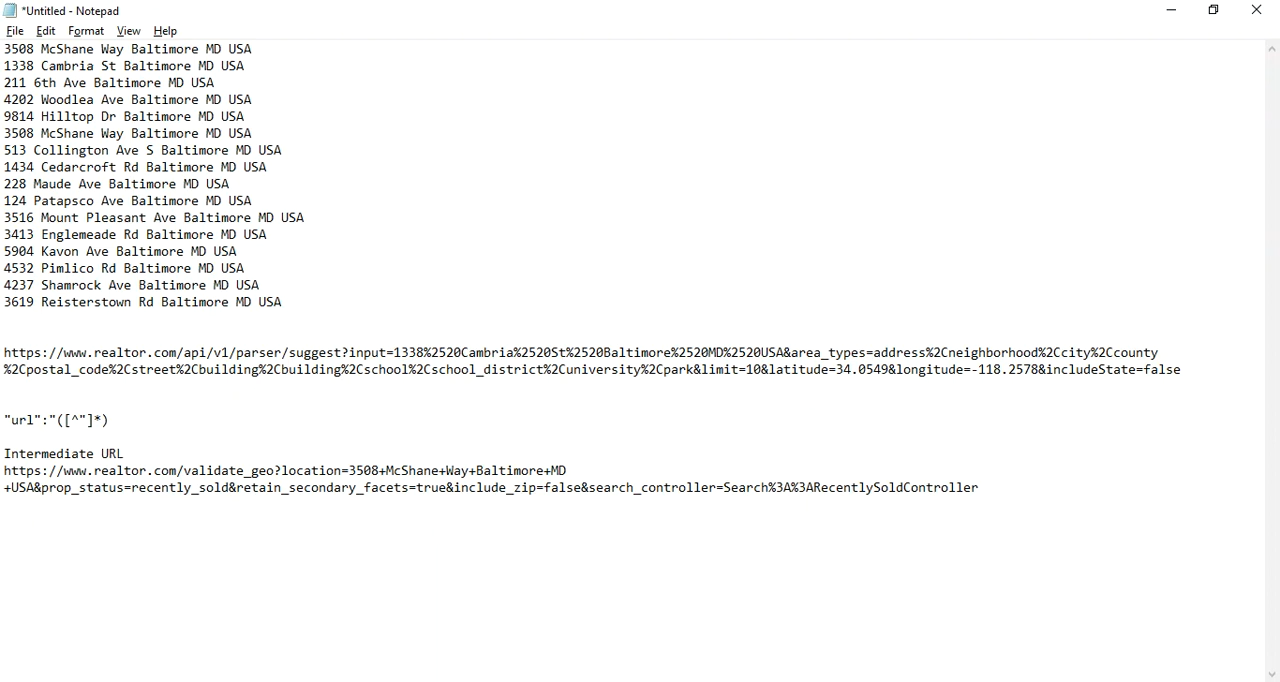 *Untitled - Notepad
File Edit Format View Help
3508 McShane Way Baltimore MD USA
1338 Cambria St Baltimore MD USA
211 6th Ave Baltimore MD USA
4202 Woodlea Ave Baltimore MD USA
9814 Hilltop Dr Baltimore MD USA
3508 McShane Way Baltimore MD USA
513 Collington Ave S Baltimore MD USA
1434 Cedarcroft Rd Baltimore MD USA
228 Maude Ave Baltimore MD USA
124 Patapsco Ave Baltimore MD USA
3516 Mount Pleasant Ave Baltimore MD USA
3413 Englemeade Rd Baltimore MD USA
5904 Kavon Ave Baltimore MD USA
4532 Pimlico Rd Baltimore MD USA
4237 Shamrock Ave Baltimore MD USA
3619 Reisterstown Rd Baltimore MD USA
https://www.realtor.com/api/v1/parser/suggest?input=1338%2520Cambria%2520St%2520Baltimore%2520MD%2520USA&area_types=address%2Cneighborhood%2Ccity%2Ccounty
%2Cpostal_code%2Cstreet%2Cbuilding%2Cbuilding%2Cschool%2Cschool_district%2Cuniversity%2Cpark&limit=10&latitude=34.0549&longitude=-118.2578&includeState=false
"url":"([^"]*)
Intermediate URL
https://www.realtor.com/validate_geo?location=3508+McShane+Way+Baltimore+MD
+USA&prop_status=recently_sold&retain_secondary_facets=true&include_zip=false&search_controller=Search%3A%3ARecentlySoldController